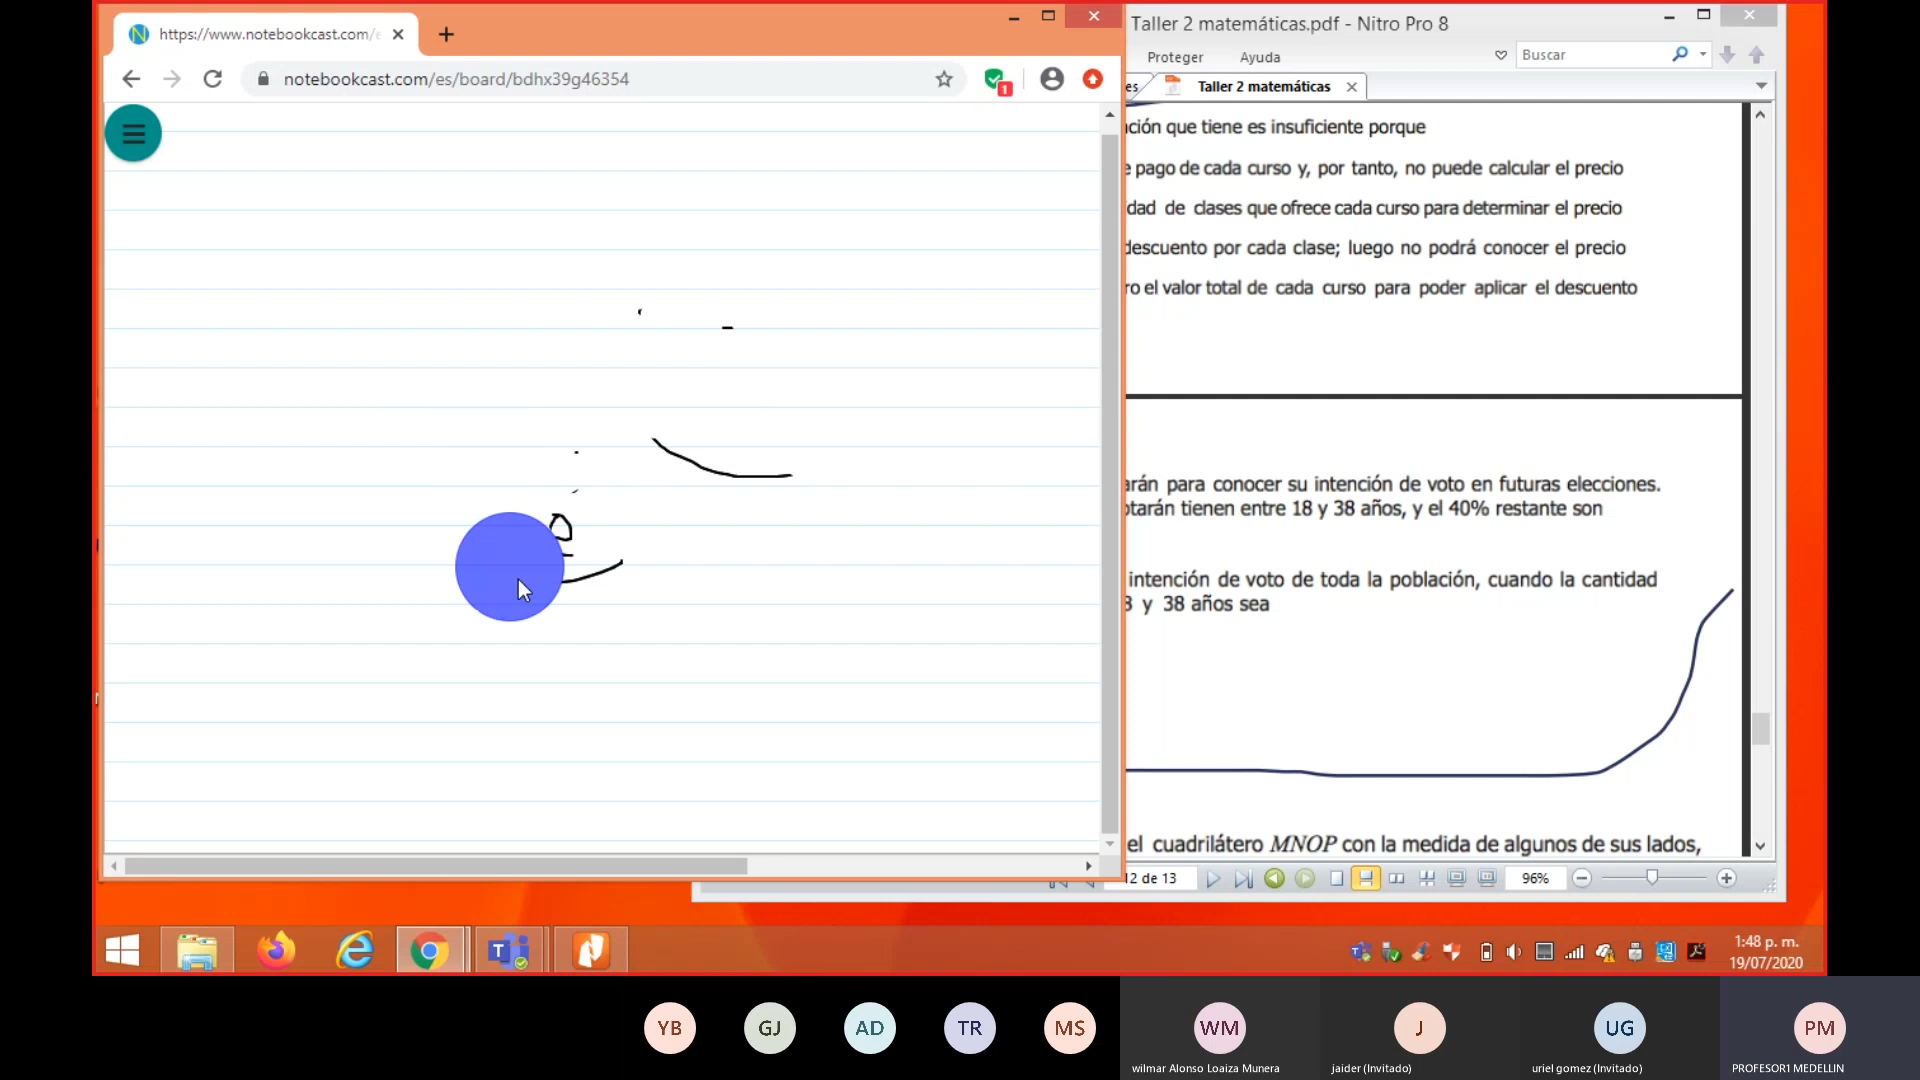 https://www.notebookcast.com/e
notebookcast.com/es/board/bdhx39g46354
1
Taller 2 matemáticas.pdf - Nitro Pro 8
Proteger Ayuda
Buscar
es Taller 2 matemáticas
ción que tiene es insuficiente porque
e pago de cada curso y, por tanto, no puede calcular el precio
dad de clases que ofrece cada curso para determinar el precio
descuento por cada clase; luego no podrá conocer el precio
ro el valor total de cada curso para poder aplicar el descuento
arán para conocer su intención de voto en futuras elecciones.
otarán tienen entre 18 y 38 años, y el 40% restante son
intención de voto de toda la población, cuando la cantidad
8 y 38 años sea
el cuadrilátero MNOP con la medida de algunos de sus lados,
12 de 13
96%
1:48 p. m.
19/07/2020
YB
GJ
AD
TR
MS
WM
J
UG
PM
wilmar Alonso Loaiza Munera
jaider (Invitado)
uriel gomez (Invitado)
PROFESOR1 MEDELLIN